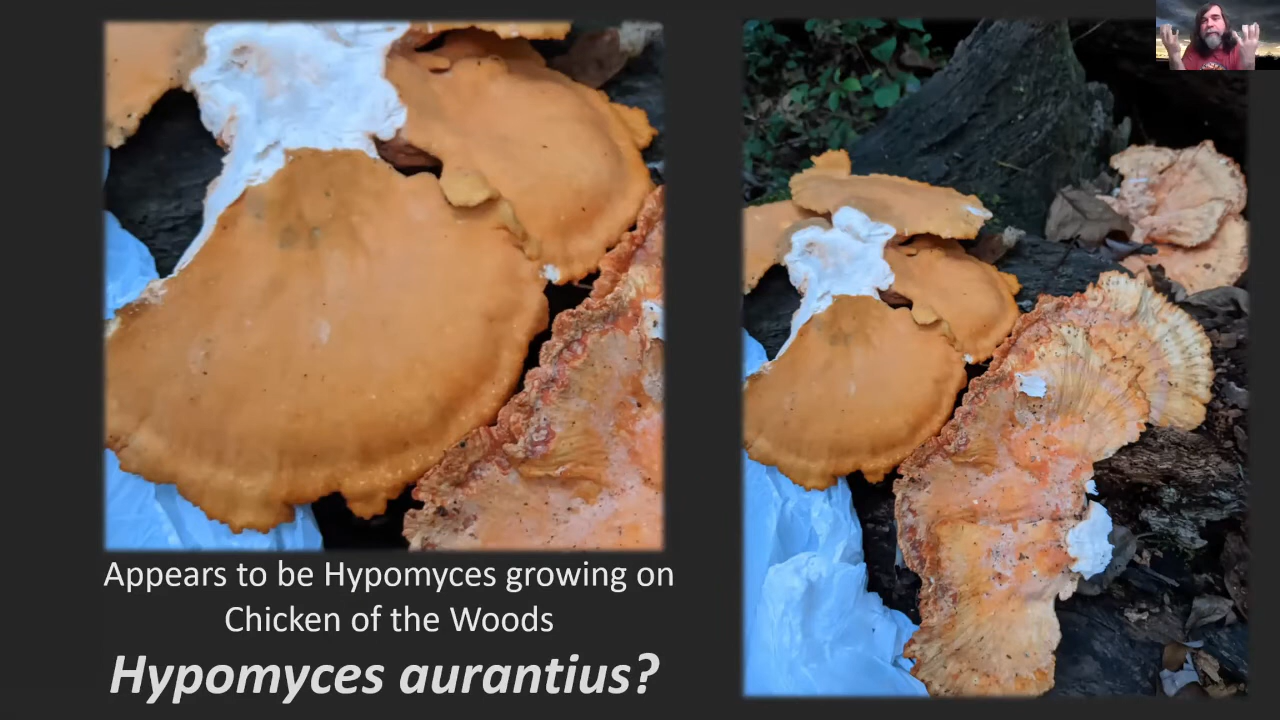 Appears to be Hypomyces growing on
Chicken of the Woods
Hypomyces aurantius?